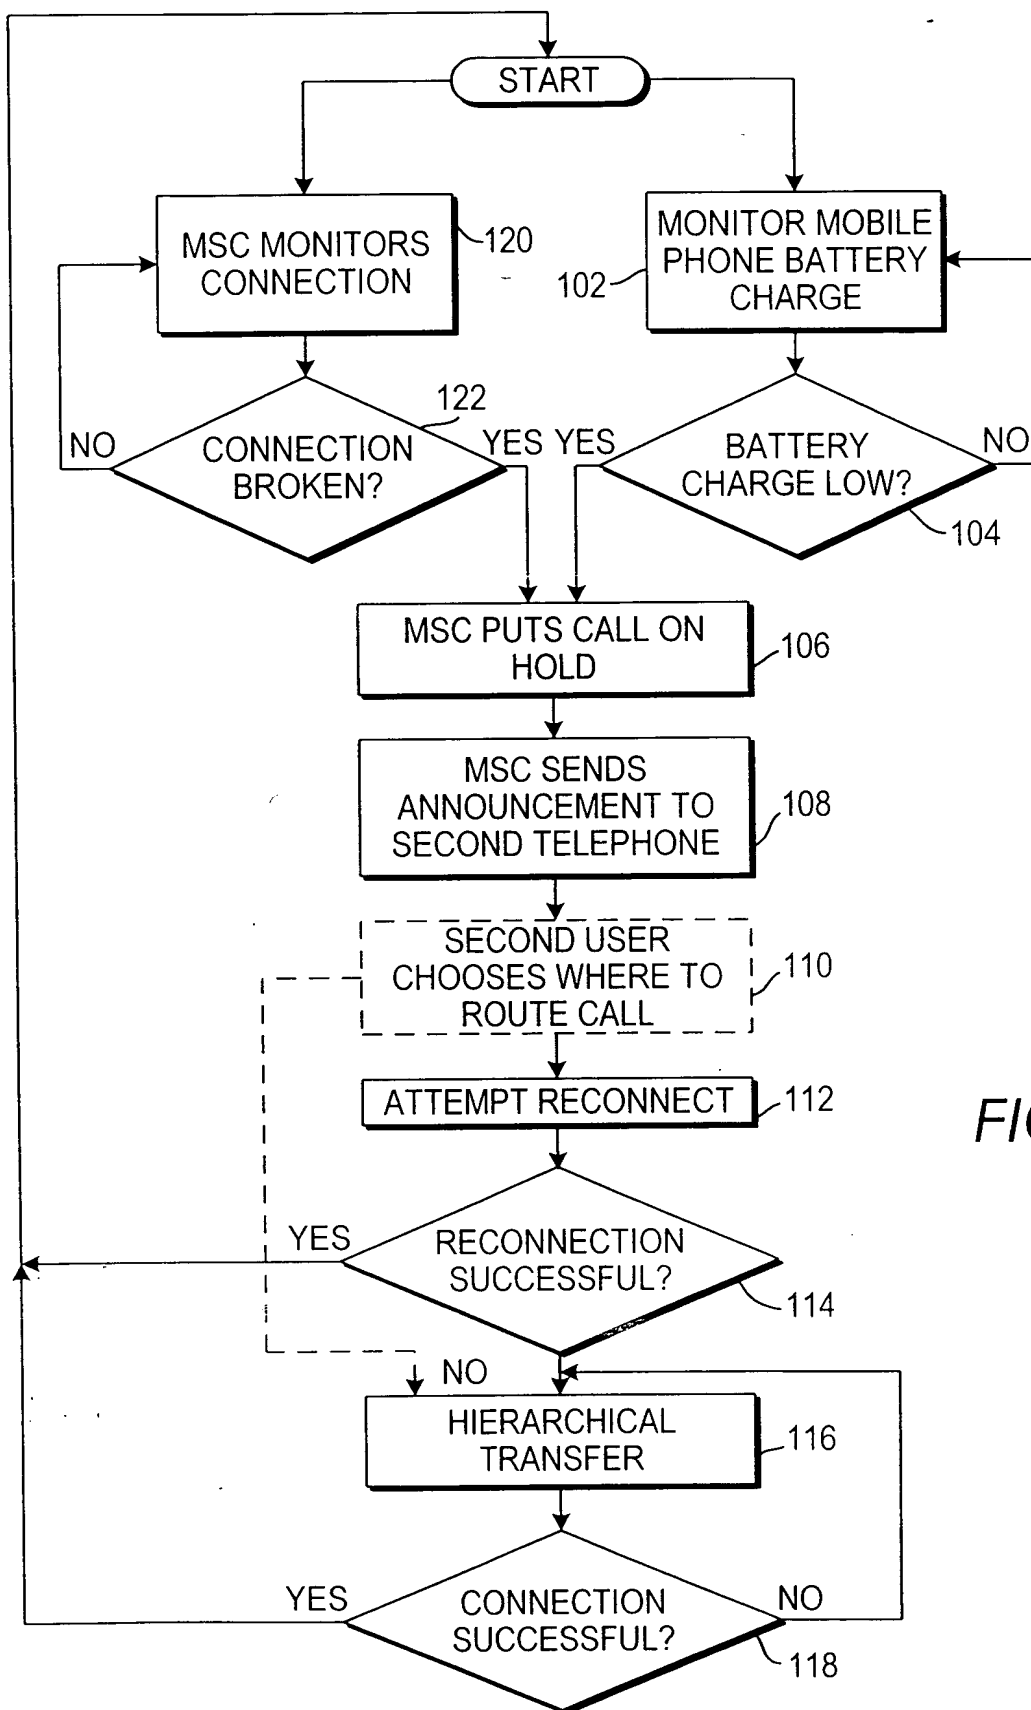 START
MSC MONITORS
CONNECTION
120
MONITOR MOBILE
PHONE BATTERY
CHARGE
102
122
NO
CONNECTION
BROKEN?
YES
YES
BATTERY
CHARGE LOW?
NO
104
MSC PUTS CALL ON
HOLD
106
MSC SENDS
ANNOUNCEMENT TO
SECOND TELEPHONE
108
SECOND USER
CHOOSES WHERE TO
ROUTE CALL
110
ATTEMPT RECONNECT
112
YES
RECONNECTION
SUCCESSFUL?
114
NO
HIERARCHICAL
TRANSFER
116
YES
CONNECTION
SUCCESSFUL?
NO
118